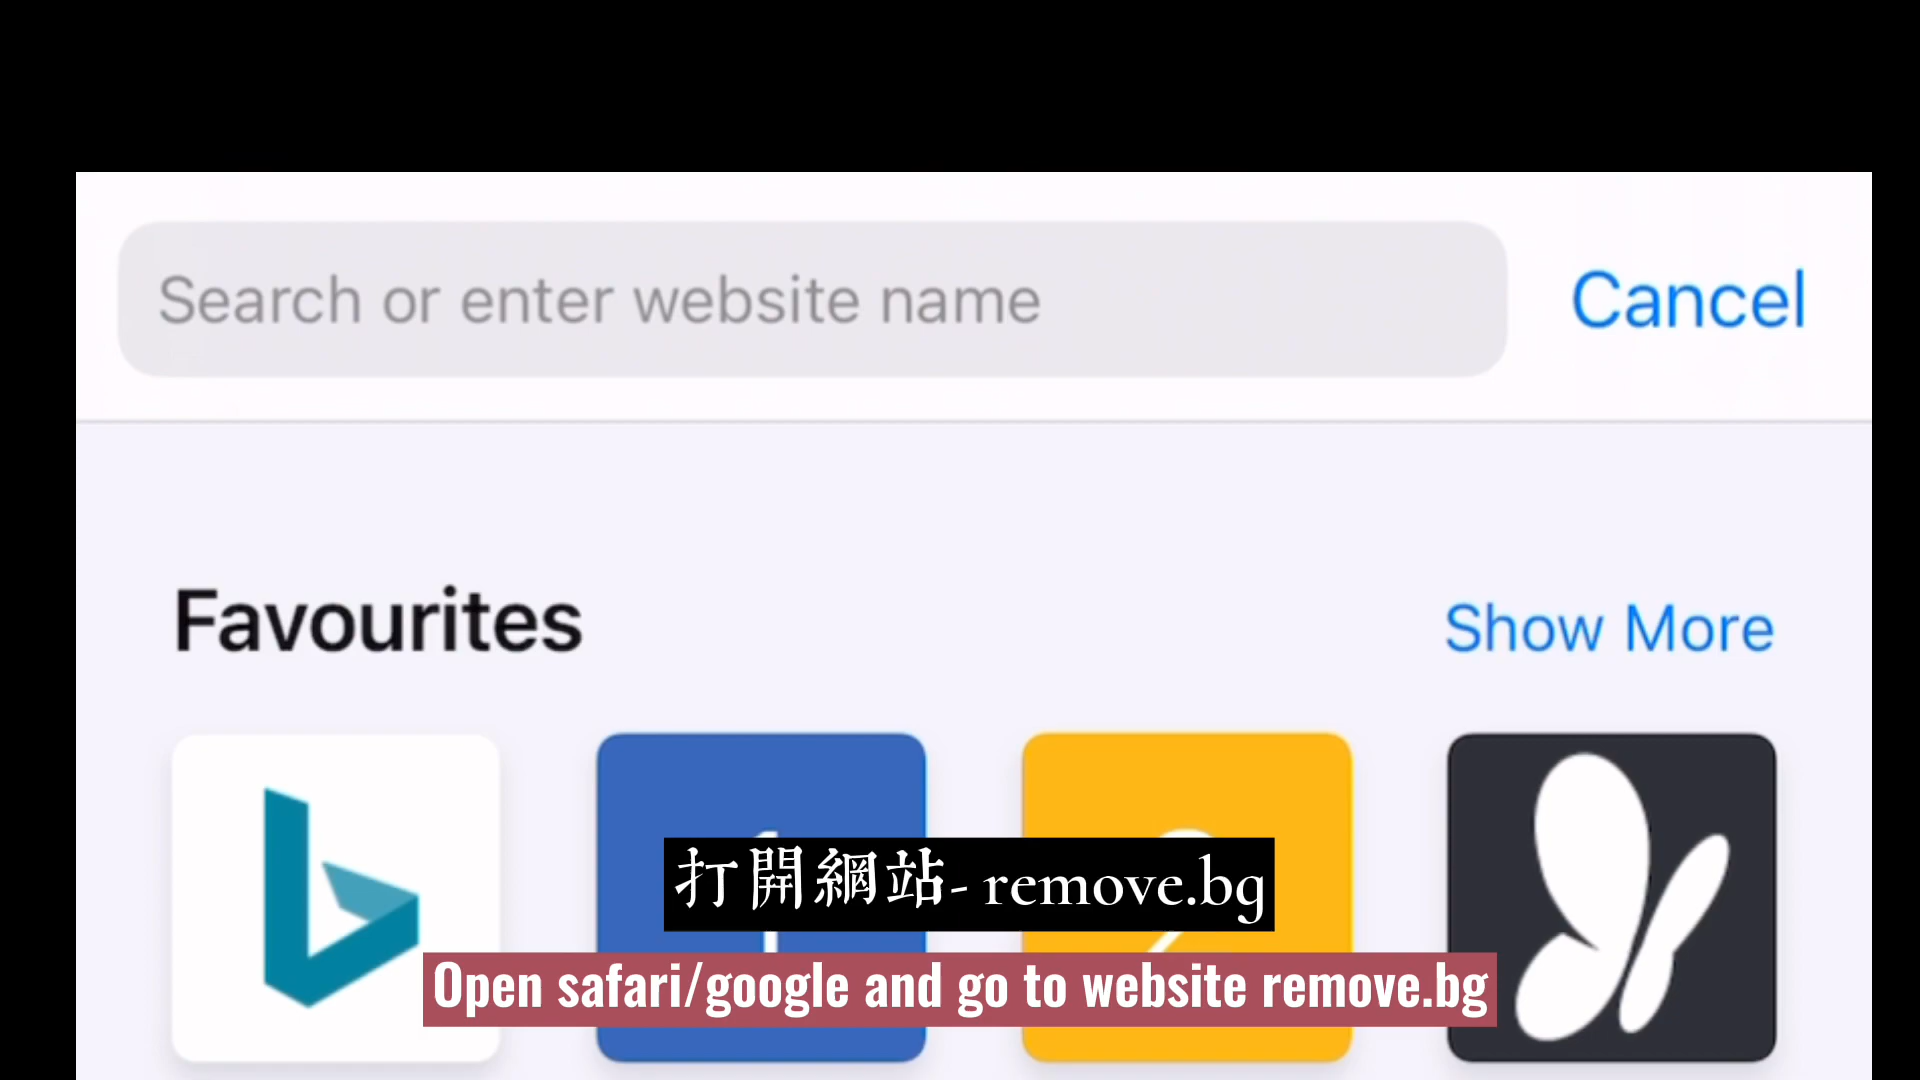 Search or enter website name
Cancel
Favourites
Show More
打開網站- remove.bg
Open safari/google and go to website remove.bg